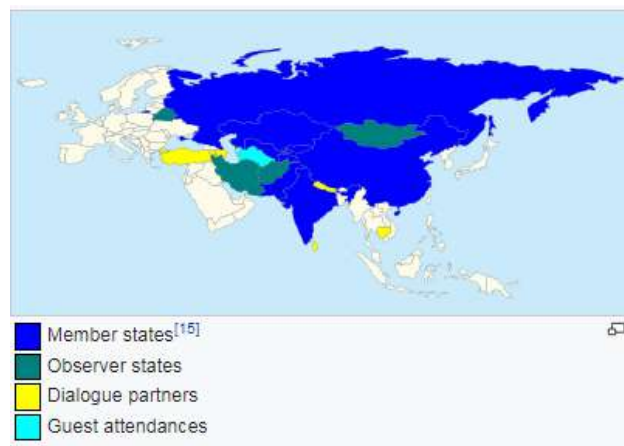 Member states[15]
Observer states
Dialogue partners
Guest attendances